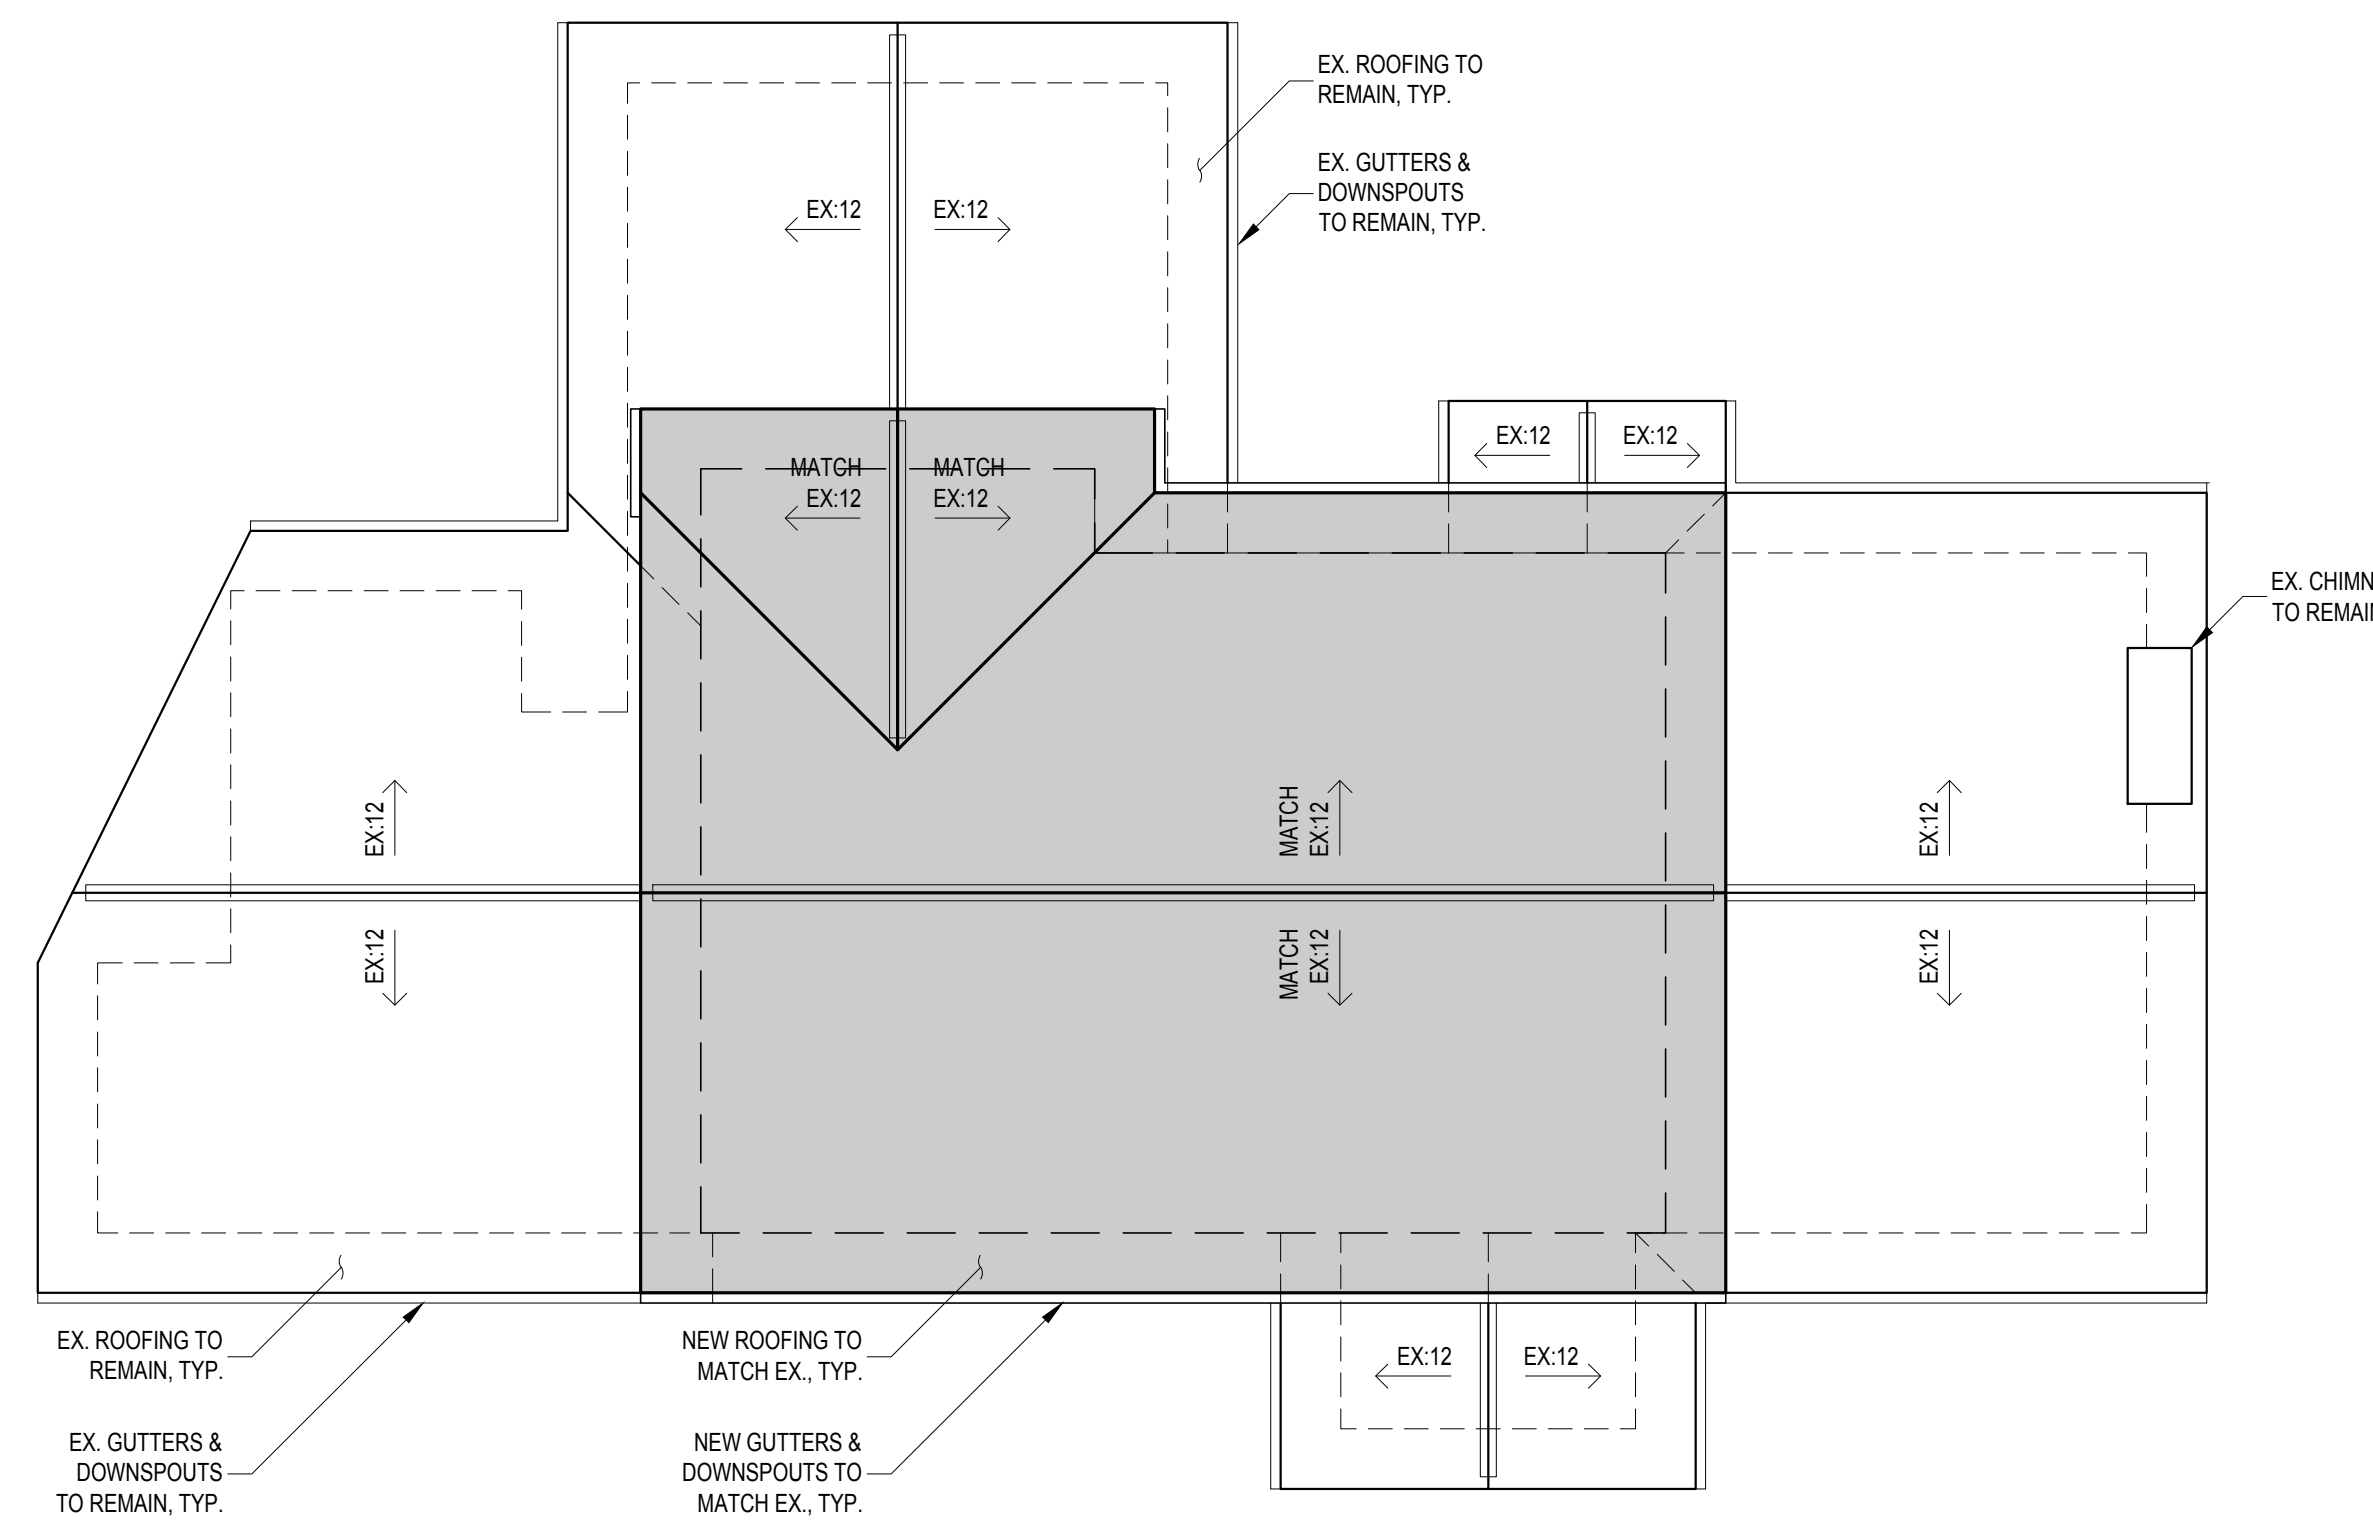 EX. ROOFING TO
REMAIN, TYP.
EX. GUTTERS &
DOWNSPOUTS
TO REMAIN, TYP.
EX:12
EX:12
EX:12
EX:12
MATCH
EX:12
MATCH
EX:12
EX. CHIMN
TO REMAI
EX:12
MATCH
EX:12
EX:12
EX:12
MATCH
EX:12
EX:12
EX. ROOFING TO
REMAIN, TYP.
NEW ROOFING TO
MATCH EX., TYP.
EX:12
EX:12
EX. GUTTERS &
DOWNSPOUTS
TO REMAIN, TYP.
NEW GUTTERS &
DOWNSPOUTS TO
MATCH EX., TYP.